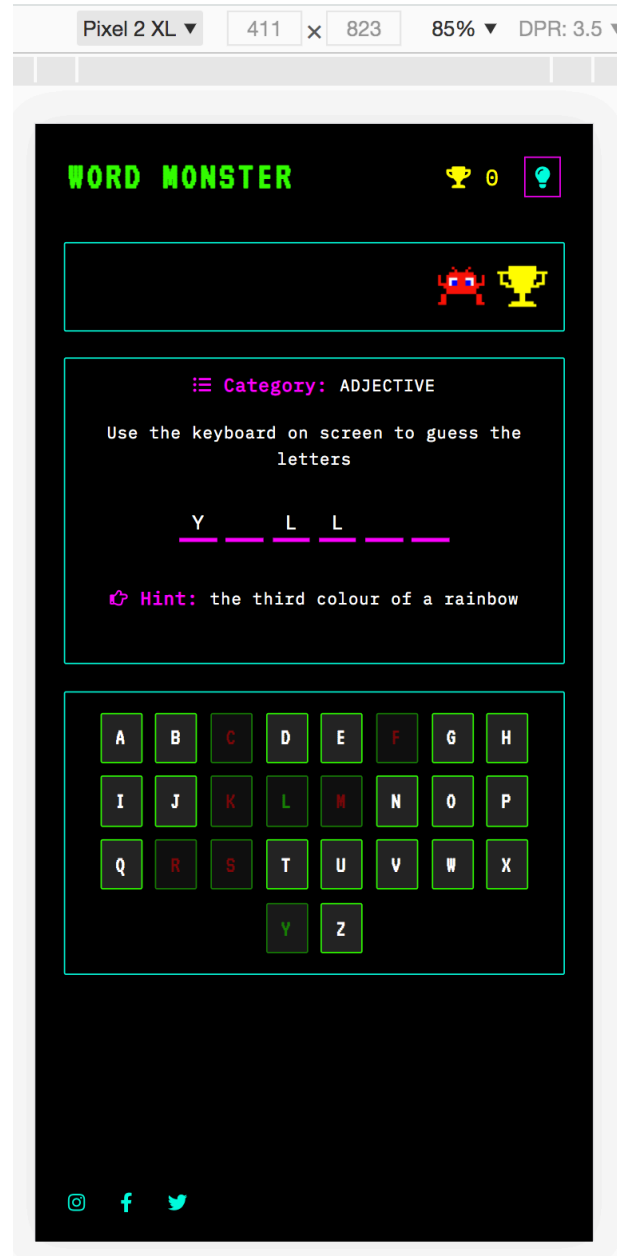 Pixel 2 XL ▼ 411 × 823 85% ▼ DPR: 3.5
WORD MONSTER 0
Category: ADJECTIVE
Use the keyboard on screen to guess the
letters
Y _ L L _ _
Hint: the third colour of a rainbow
A B C D E F G H
I J K L M N O P
Q R S T U V W X
Y Z